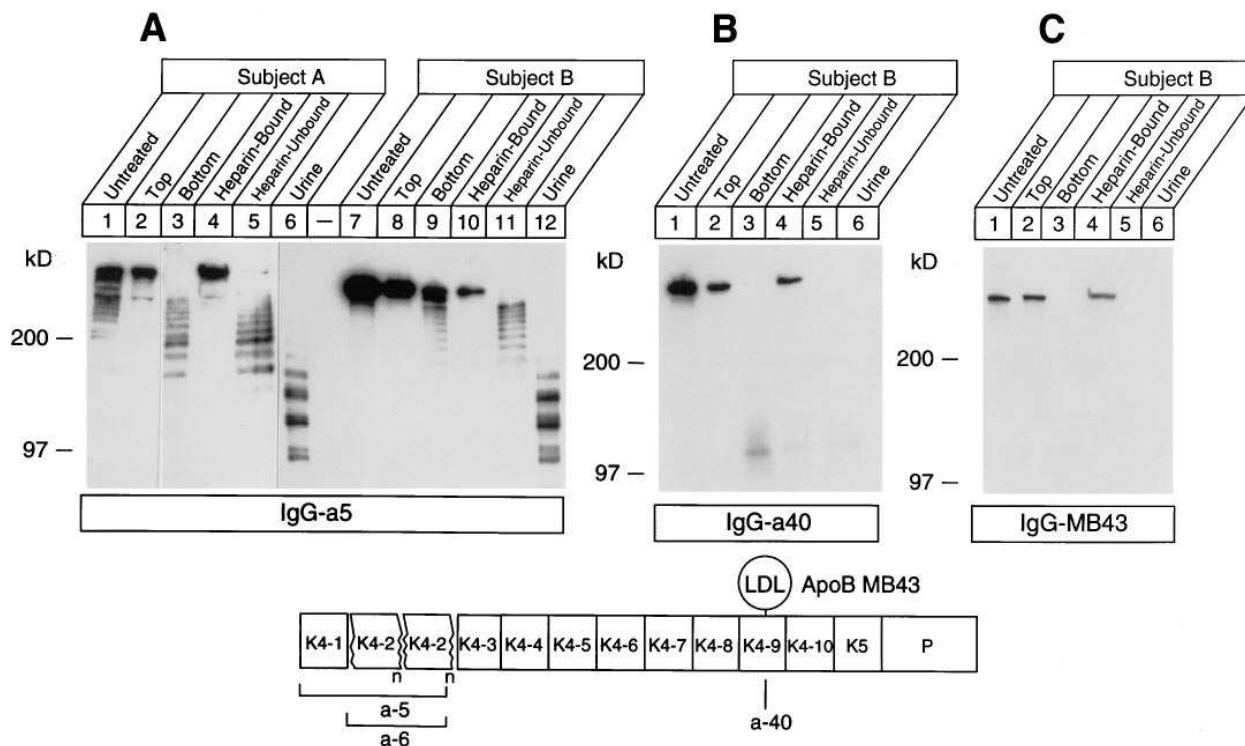 A B C
Subject A Subject B Subject B Subject B
Untreated Top Bottom Heparin-Bound Heparin-Unbound Urine Untreated Top Bottom Heparin-Bound Heparin-Unbound Urine Untreated Top Bottom Heparin-Bound Heparin-Unbound Urine Untreated Top Bottom Heparin-Bound Heparin-Unbound Urine
1 2 3 4 5 6 — 7 8 9 10 11 12 1 2 3 4 5 6 1 2 3 4 5 6
kD kD kD
200 — 200 — 200 —
97 — 97 — 97 —
IgG-a5 IgG-a40 IgG-MB43
LDL ApoB MB43
K4-1 K4-2 K4-2 K4-3 K4-4 K4-5 K4-6 K4-7 K4-8 K4-9 K4-10 K5 P
n n
a-5 a-40
a-6